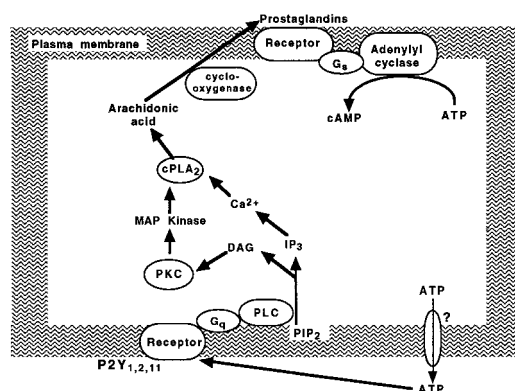 Prostaglandins
Plasma membrane
Receptor
Gs
Adenylyl
cyclase
cyclo-
oxygenase
cAMP
ATP
Arachidonic
acid
cPLA2
Ca2+
MAP Kinase
DAG
IP3
PKC
ATP
?
Gq
PLC
PIP2
Receptor
P2Y1,2,11
ATP